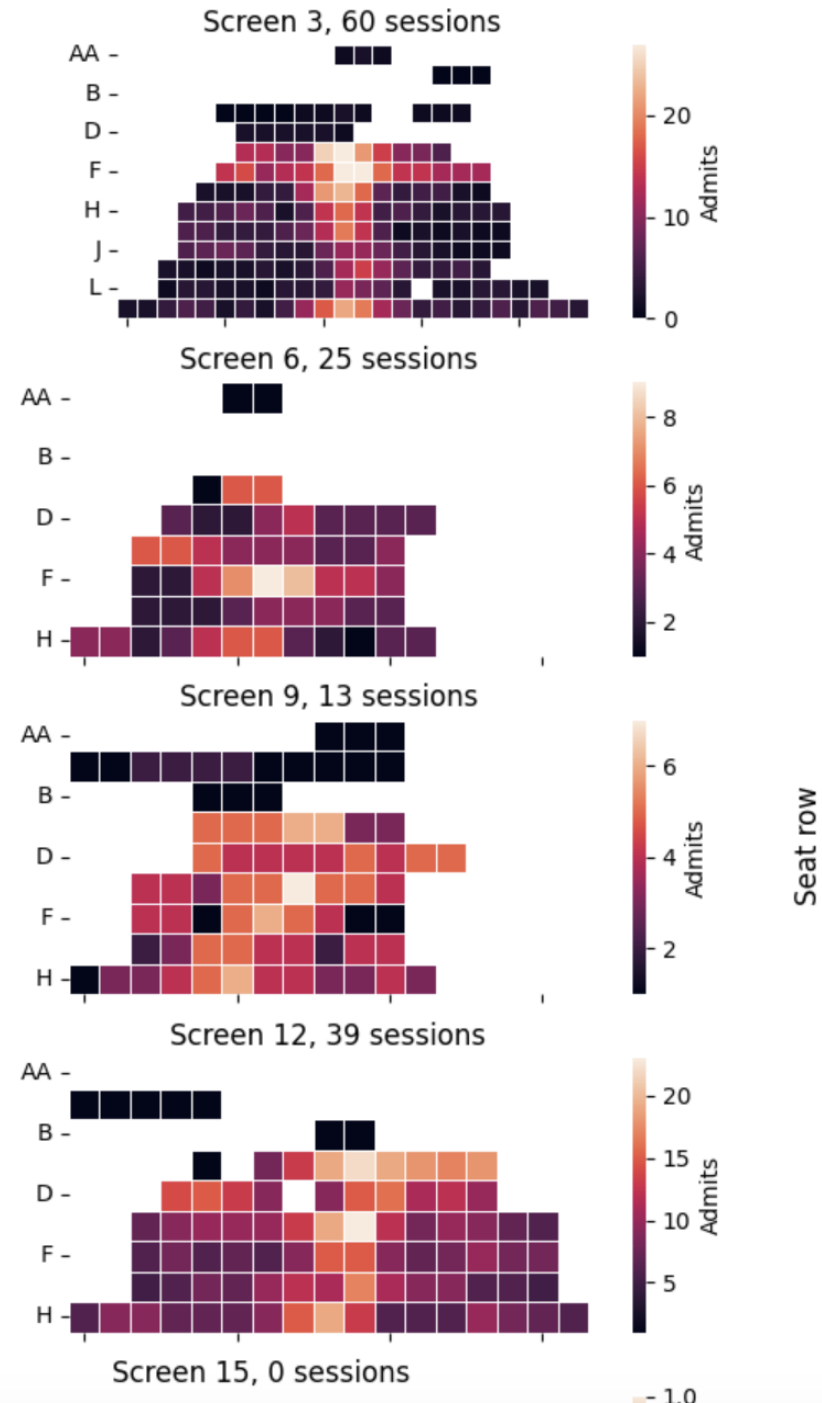 Screen 3, 60 sessions
AA
B
D
F
H
J
L
20
10
0
Admits
Screen 6, 25 sessions
AA
B
D
F
H
8
6
4
2
Admits
Screen 9, 13 sessions
AA
B
D
F
H
6
4
2
Admits
Seat row
Screen 12, 39 sessions
AA
B
D
F
H
20
15
10
5
Admits
Screen 15, 0 sessions
1.0